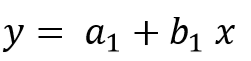 y = a₁ + b₁ x